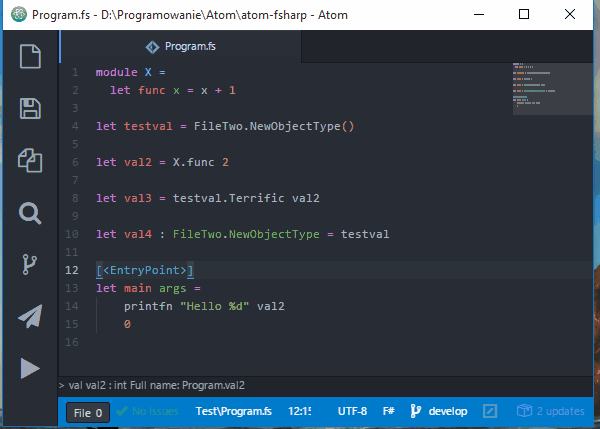 Program.fs - D:\Programowanie\Atom\atom-fsharp - Atom
Program.fs
1 module X =
2 let func x = x + 1
3
4 let testval = FileTwo.NewObjectType()
5
6 let val2 = X.func 2
7
8 let val3 = testval.Terrific val2
9
10 let val4 : FileTwo.NewObjectType = testval
11
12 [<EntryPoint>]
13 let main args =
14 printfn "Hello %d" val2
15 0
16
> val val2 : int Full name: Program.val2
File 0 No Issues Test\Program.fs 12:15 UTF-8 F# develop 2 updates